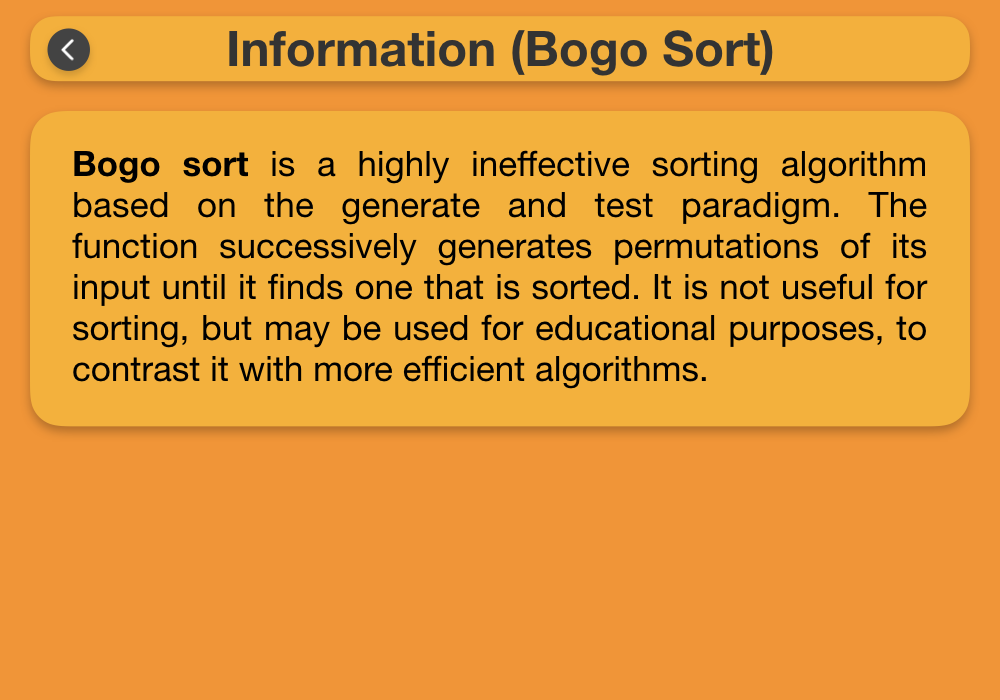 Information (Bogo Sort)
Bogo sort is a highly ineffective sorting algorithm
based on the generate and test paradigm. The
function successively generates permutations of its
input until it finds one that is sorted. It is not useful for
sorting, but may be used for educational purposes, to
contrast it with more efficient algorithms.